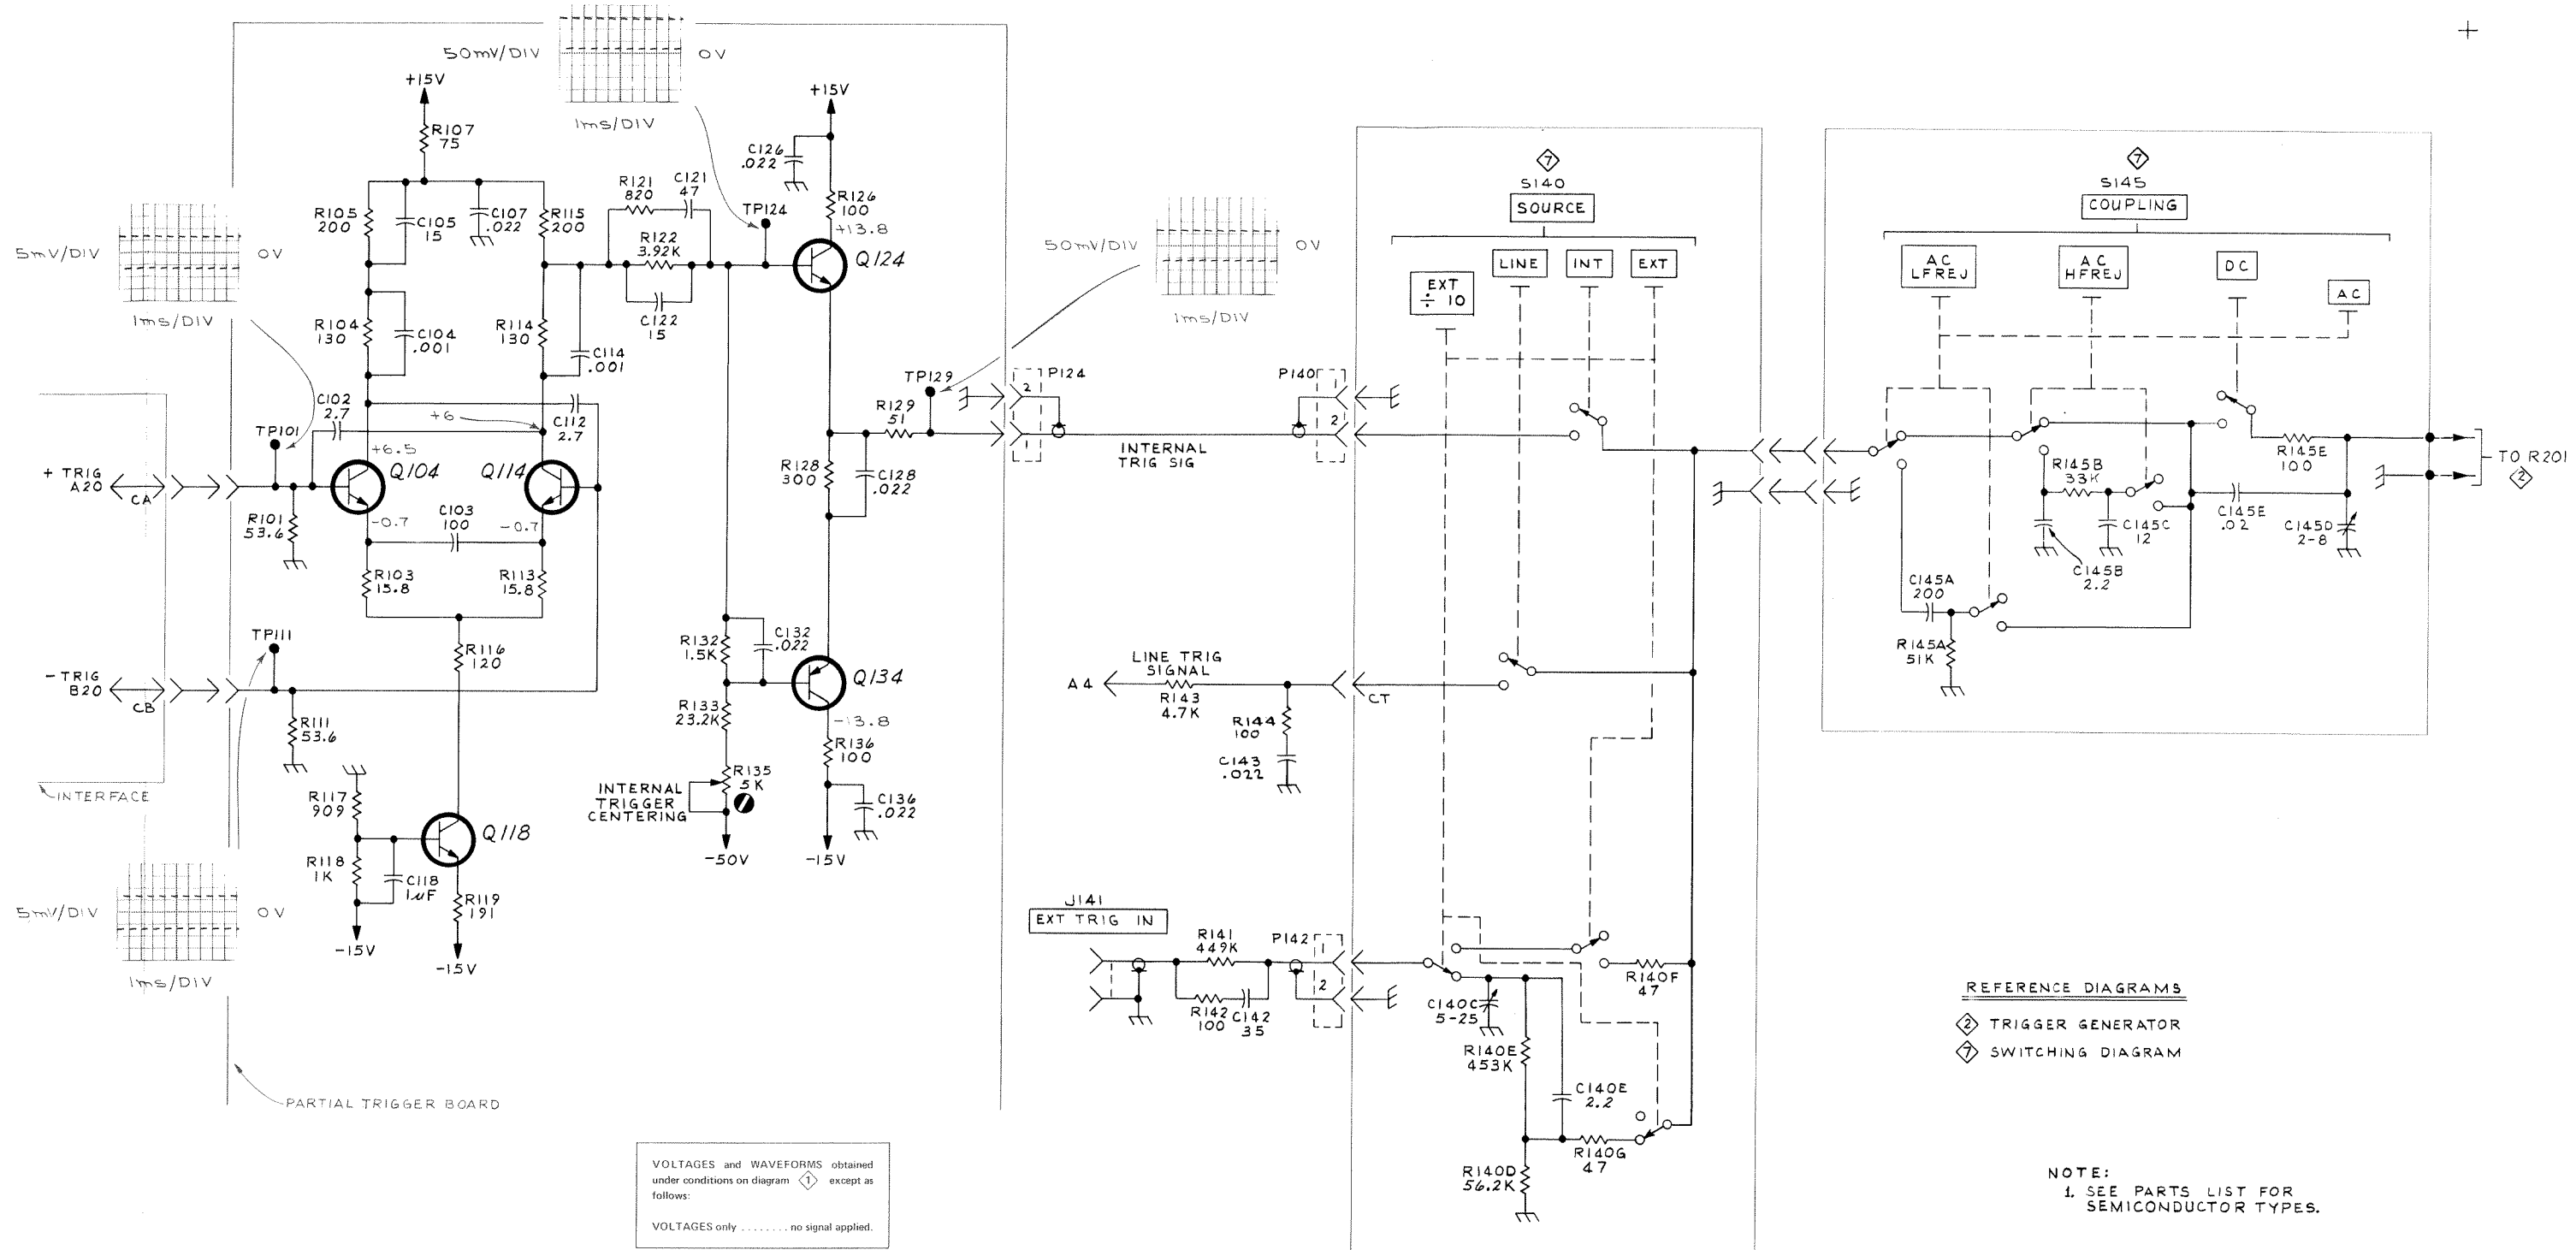 50mV/DIV
0V
1ms/DIV
+15V
R107
75
+15V
C126
.022
R126
100
+13.8
5mV/DIV
0V
1ms/DIV
R105
200
C105
15
C107
.022
R115
200
R121
820
C121
47
TP124
R122
3.92K
C122
15
Q124
R104
130
C104
.001
R114
130
C114
.001
50mV/DIV
0V
1ms/DIV
C102
2.7
+6
C112
2.7
TP101
+6.5
Q104
Q114
+ TRIG
A20
CA
R101
53.6
-0.7
C103
100
-0.7
R103
15.8
R113
15.8
TP129
R129
51
R128
300
C128
.022
2
P124
1
INTERNAL
TRIG SIG
P140
1
2
TP111
R116
120
- TRIG
B20
CB
R111
53.6
INTERFACE
R117
909
Q118
R118
1K
C118
1uF
R119
191
-15V
-15V
5mV/DIV
0V
1ms/DIV
R132
1.5K
C132
.022
Q134
R133
23.2K
-13.8
R136
100
INTERNAL
TRIGGER
CENTERING
R135
5K
C136
.022
-50V
-15V
PARTIAL TRIGGER BOARD
7
S140
SOURCE
EXT
÷ 10
LINE
INT
EXT
LINE TRIG
SIGNAL
A4
R143
4.7K
R144
100
C143
.022
CT
J141
EXT TRIG IN
R141
449K
R142
100
C142
35
P142
1
2
C140C
5-25
R140F
47
R140E
453K
C140E
2.2
R140G
47
R140D
56.2K
7
S145
COUPLING
AC
LFREJ
AC
HFREJ
DC
AC
R145B
33K
C145C
12
C145B
2.2
R145E
100
C145E
.02
C145D
2-8
C145A
200
R145A
51K
TO R201
2
REFERENCE DIAGRAMS
2 TRIGGER GENERATOR
7 SWITCHING DIAGRAM
NOTE:
1. SEE PARTS LIST FOR
SEMICONDUCTOR TYPES.
VOLTAGES and WAVEFORMS obtained
under conditions on diagram 1 except as
follows:
VOLTAGES only ........ no signal applied.